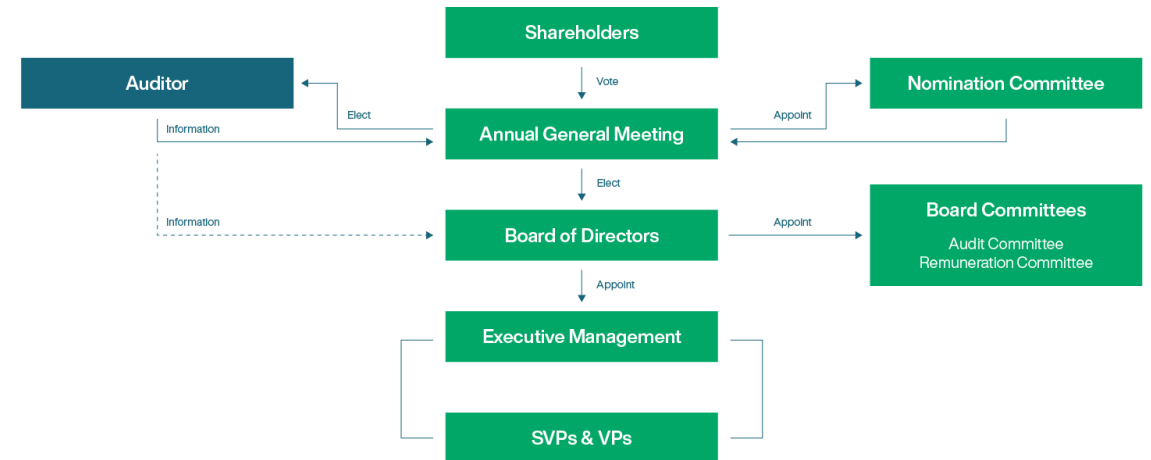 Shareholders
Vote
Auditor
Nomination Committee
Elect
Appoint
Information
Annual General Meeting
Elect
Board Committees
Audit Committee
Remuneration Committee
Information
Board of Directors
Appoint
Appoint
Executive Management
SVPs & VPs